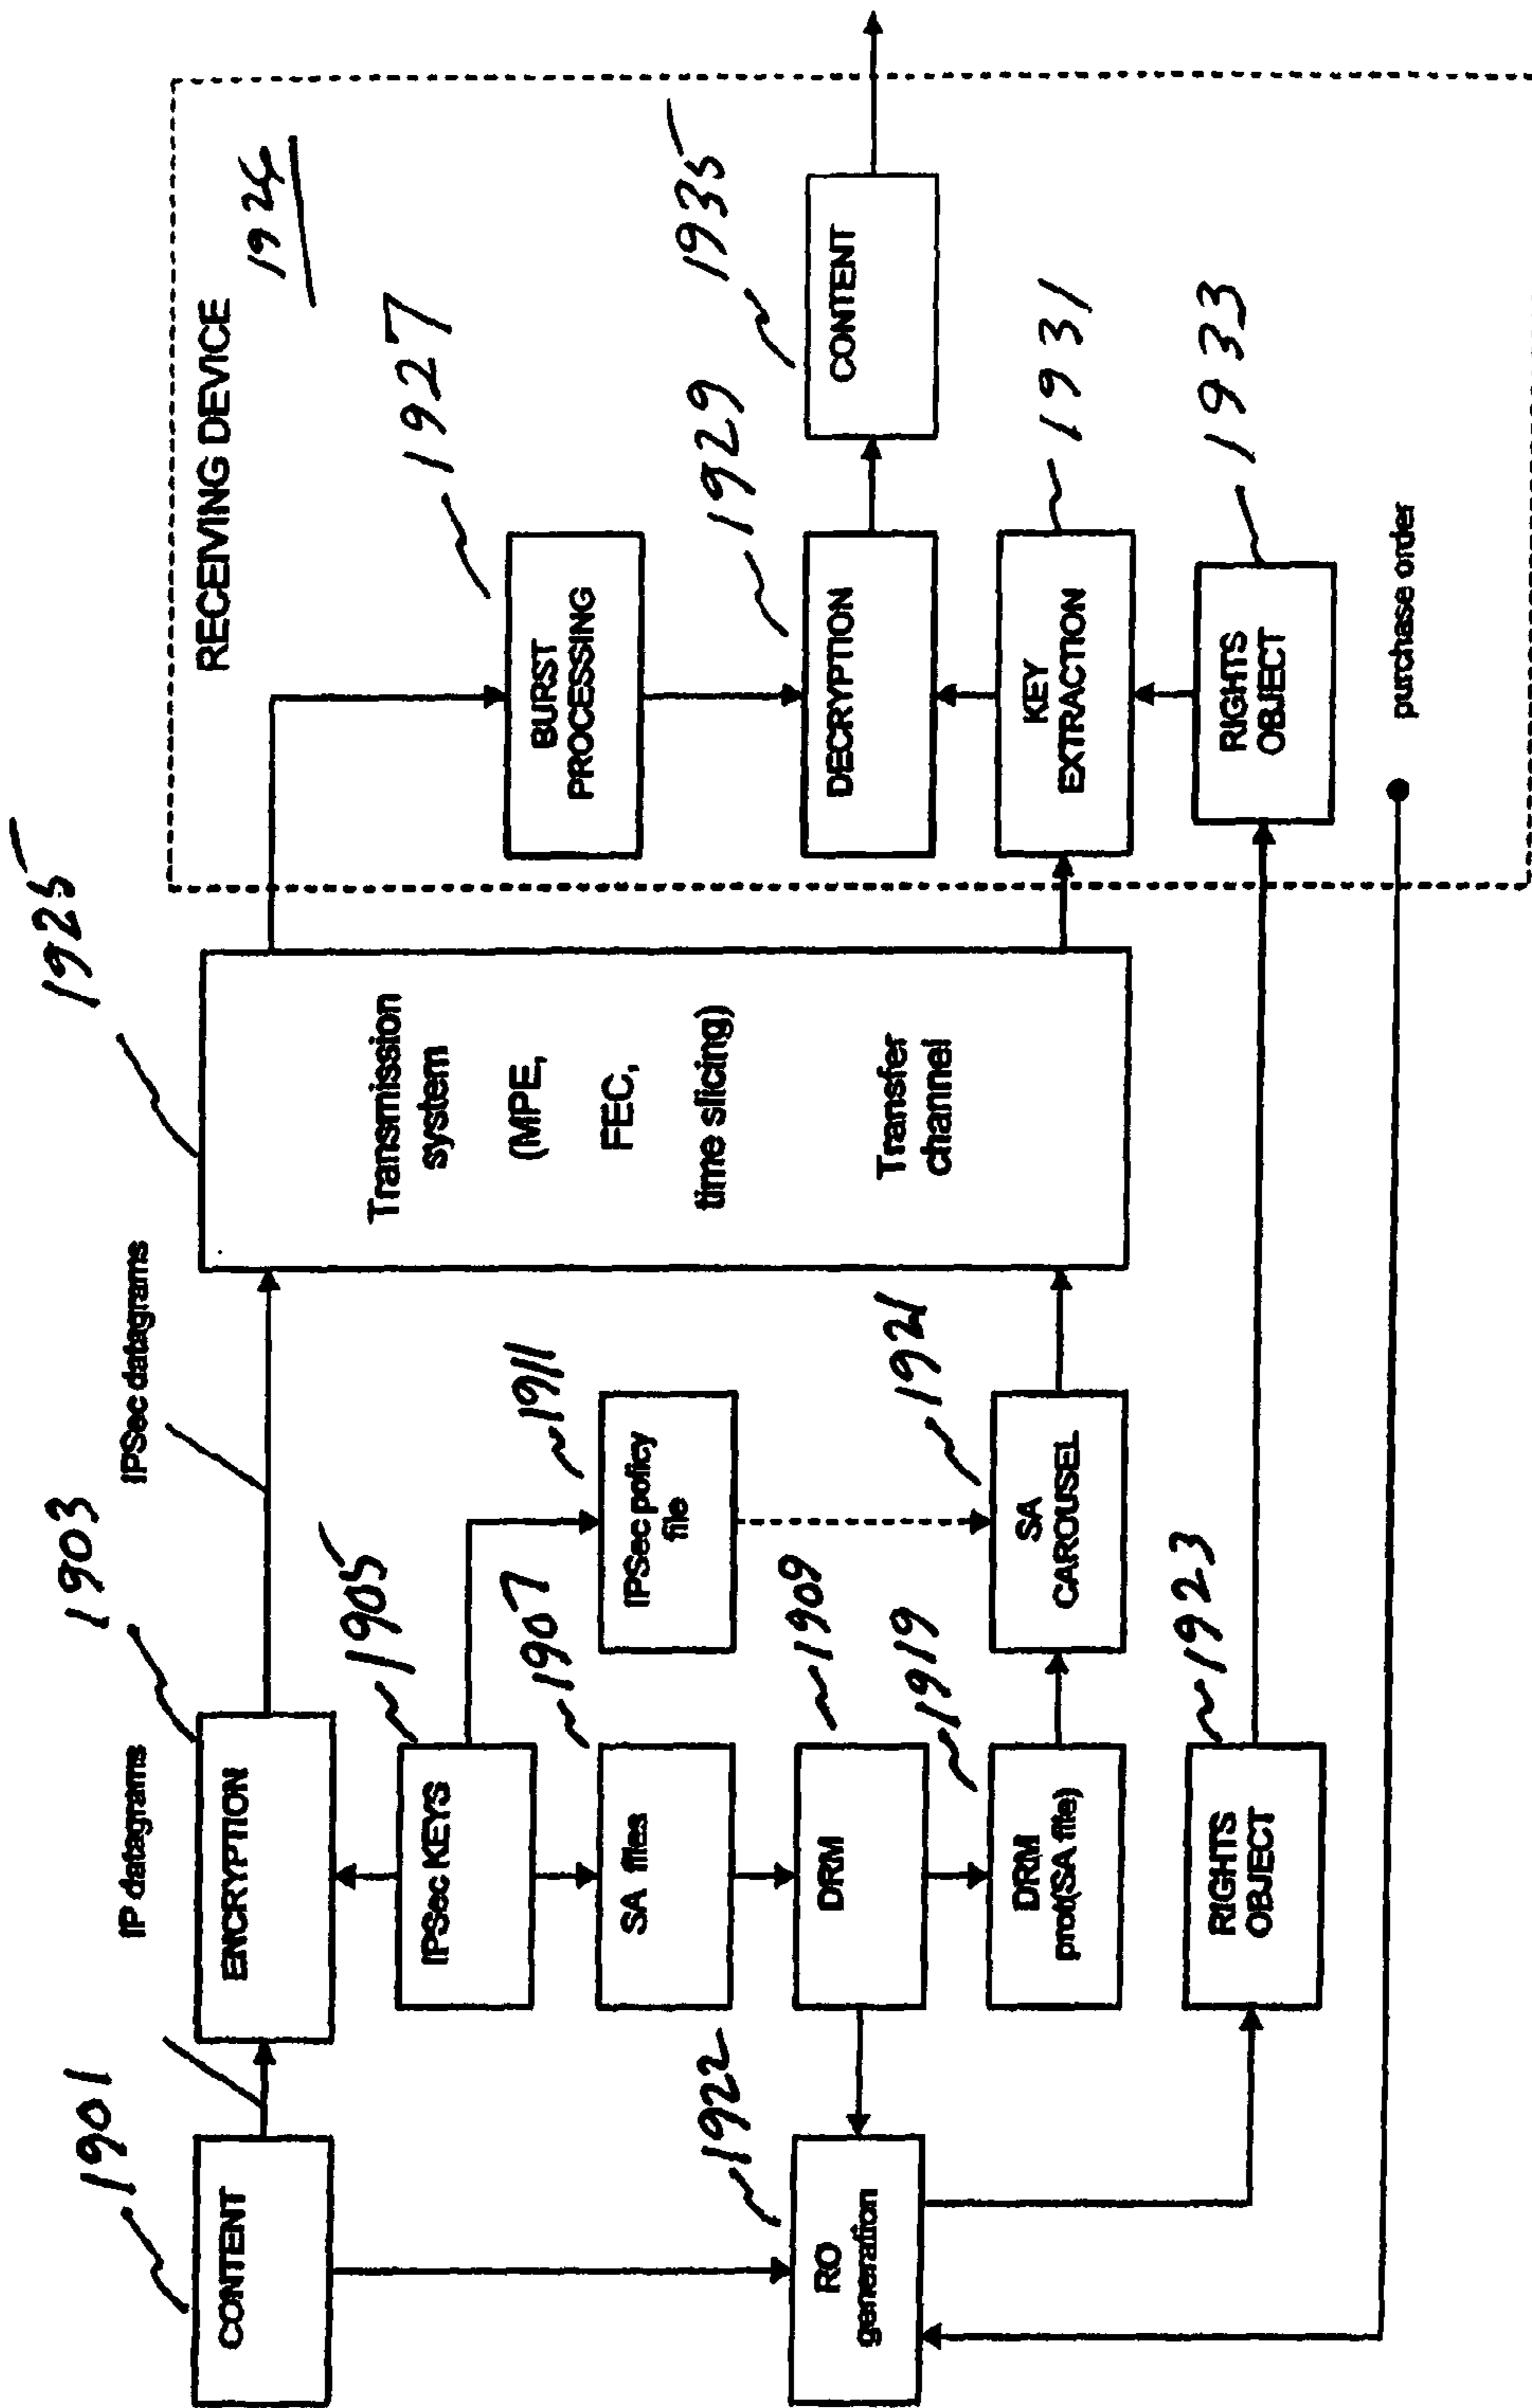 1901
CONTENT
IP datagrams
1903
ENCRYPTION
IPSec datagrams
1925
Transmission
system
(MPE,
FEC,
time slicing)
Transfer
channel
RECEIVING DEVICE
1924
1905
IPSec KEYS
1907
SA files
1911
IPSec policy
file
1909
DRM
1919
DRM
prot(SA file)
1921
SA
CAROUSEL
1922
RO
generation
1923
RIGHTS
OBJECT
1927
BURST
PROCESSING
1929
DECRYPTION
1935
CONTENT
1931
KEY
EXTRACTION
1933
RIGHTS
OBJECT
purchase order